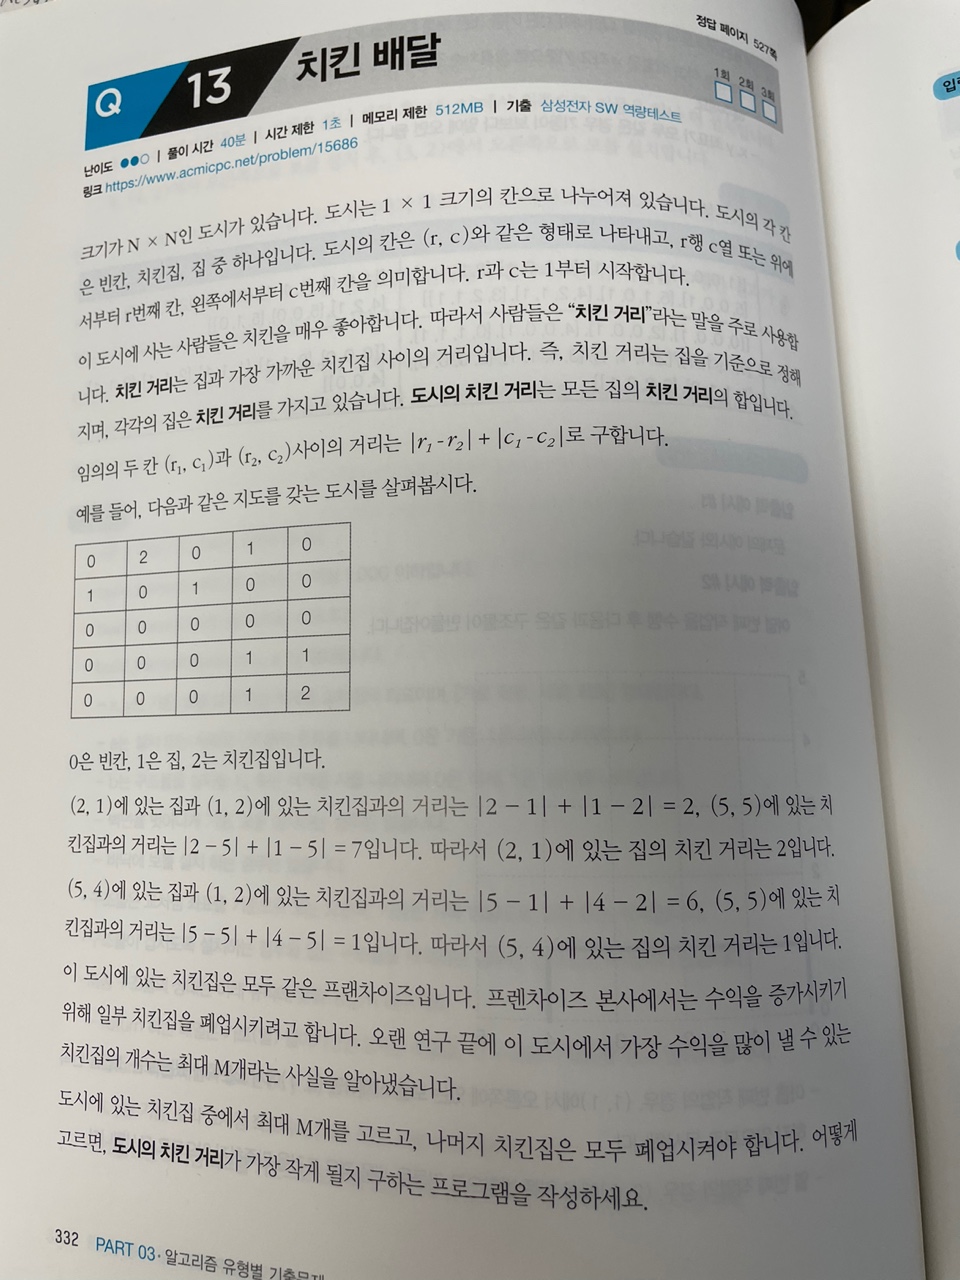 정답 페이지 527쪽
Q 13 치킨 배달
1회 2회 3회
난이도 ●●○ | 풀이 시간 40분 | 시간 제한 1초 | 메모리 제한 512MB | 기출 삼성전자 SW 역량테스트
링크 https://www.acmicpc.net/problem/15686
크기가 N × N인 도시가 있습니다. 도시는 1 × 1 크기의 칸으로 나누어져 있습니다. 도시의 각 칸
은 빈칸, 치킨집, 집 중 하나입니다. 도시의 칸은 (r, c)와 같은 형태로 나타내고, r행 c열 또는 위에
서부터 r번째 칸, 왼쪽에서부터 c번째 칸을 의미합니다. r과 c는 1부터 시작합니다.
이 도시에 사는 사람들은 치킨을 매우 좋아합니다. 따라서 사람들은 “치킨 거리”라는 말을 주로 사용합
니다. 치킨 거리는 집과 가장 가까운 치킨집 사이의 거리입니다. 즉, 치킨 거리는 집을 기준으로 정해
지며, 각각의 집은 치킨 거리를 가지고 있습니다. 도시의 치킨 거리는 모든 집의 치킨 거리의 합입니다.
임의의 두 칸 (r₁, c₁)과 (r₂, c₂)사이의 거리는 |r₁-r₂| + |c₁-c₂|로 구합니다.
예를 들어, 다음과 같은 지도를 갖는 도시를 살펴봅시다.
0 2 0 1 0
1 0 1 0 0
0 0 0 0 0
0 0 0 1 1
0 0 0 1 2
0은 빈칸, 1은 집, 2는 치킨집입니다.
(2, 1)에 있는 집과 (1, 2)에 있는 치킨집과의 거리는 |2 − 1| + |1 − 2| = 2, (5, 5)에 있는 치
킨집과의 거리는 |2 − 5| + |1 − 5| = 7입니다. 따라서 (2, 1)에 있는 집의 치킨 거리는 2입니다.
(5, 4)에 있는 집과 (1, 2)에 있는 치킨집과의 거리는 |5 − 1| + |4 − 2| = 6, (5, 5)에 있는 치
킨집과의 거리는 |5 − 5| + |4 − 5| = 1입니다. 따라서 (5, 4)에 있는 집의 치킨 거리는 1입니다.
이 도시에 있는 치킨집은 모두 같은 프랜차이즈입니다. 프렌차이즈 본사에서는 수익을 증가시키기
위해 일부 치킨집을 폐업시키려고 합니다. 오랜 연구 끝에 이 도시에서 가장 수익을 많이 낼 수 있는
치킨집의 개수는 최대 M개라는 사실을 알아냈습니다.
도시에 있는 치킨집 중에서 최대 M개를 고르고, 나머지 치킨집은 모두 폐업시켜야 합니다. 어떻게
고르면, 도시의 치킨 거리가 가장 작게 될지 구하는 프로그램을 작성하세요.
332 PART 03 · 알고리즘 유형별 기출문제